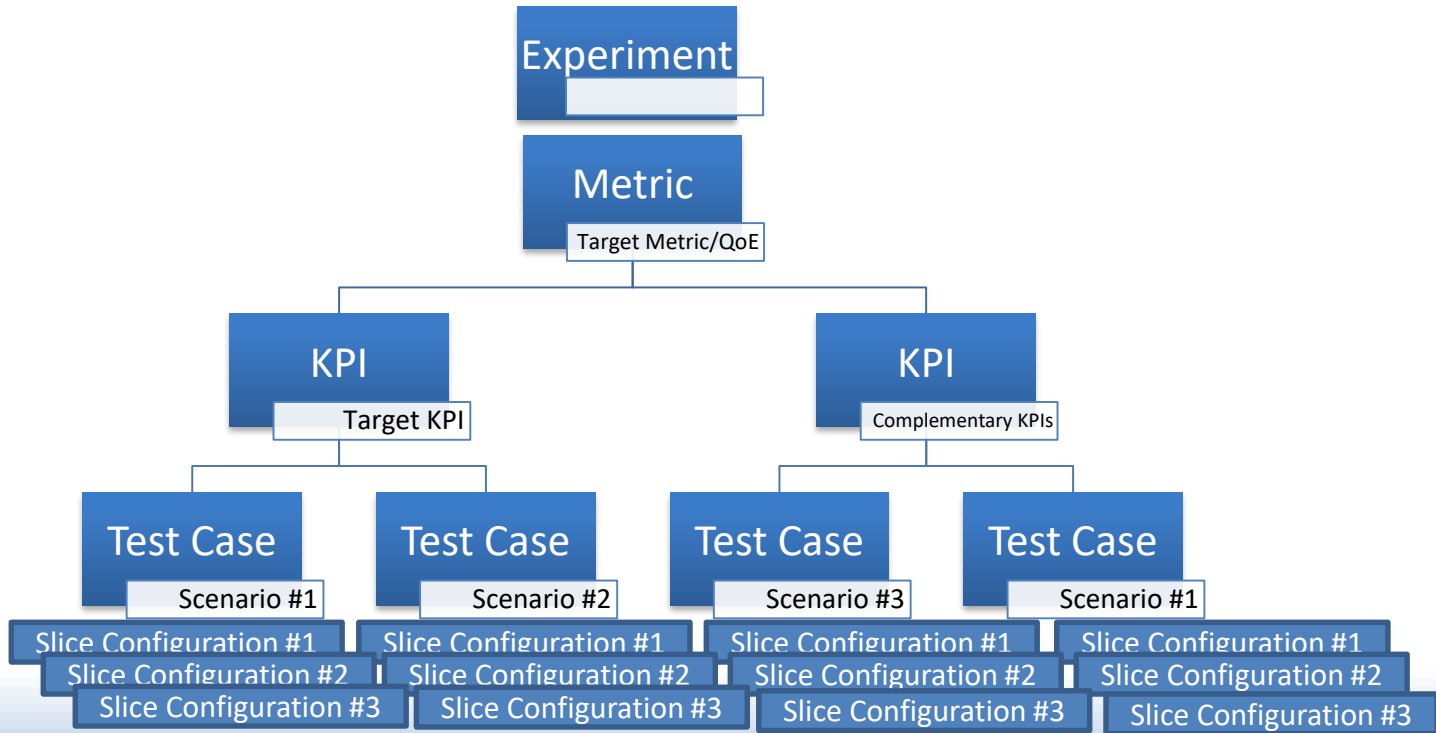 Experiment
Metric
Target Metric/QoE
KPI
Target KPI
KPI
Complementary KPIs
Test Case
Scenario #1
Test Case
Scenario #2
Test Case
Scenario #3
Test Case
Scenario #1
Slice Configuration #1
Slice Configuration #2
Slice Configuration #3
Slice Configuration #1
Slice Configuration #2
Slice Configuration #3
Slice Configuration #1
Slice Configuration #2
Slice Configuration #3
Slice Configuration #1
Slice Configuration #2
Slice Configuration #3